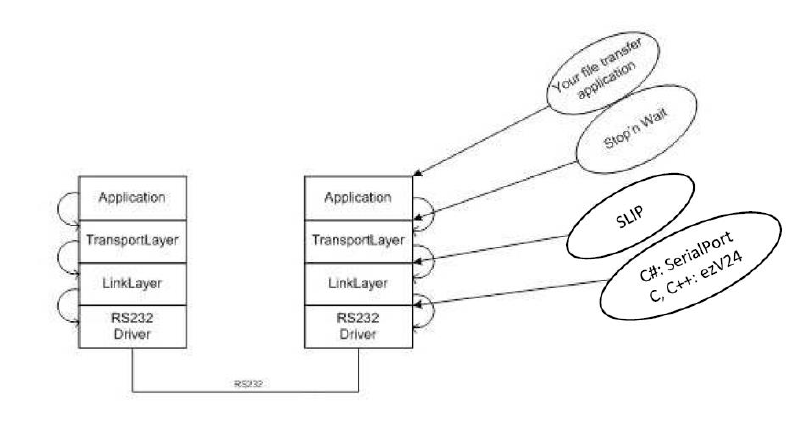 Your file transfer
application
Stop'n Wait
SLIP
C#: SerialPort
C, C++: ezV24
Application
TransportLayer
LinkLayer
RS232
Driver
Application
TransportLayer
LinkLayer
RS232
Driver
RS232